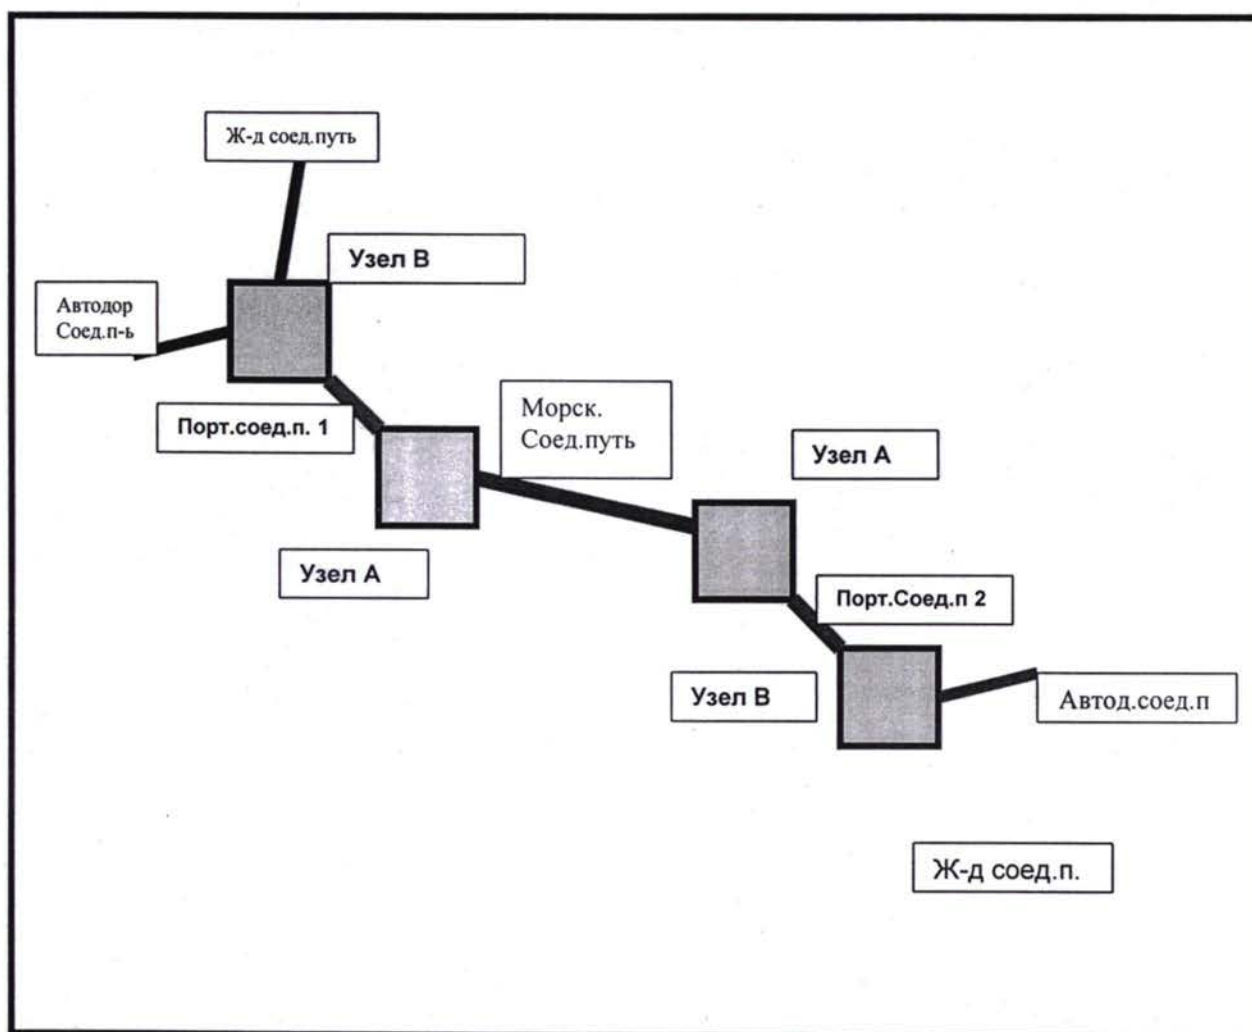 Ж-д соед.путь
Узел В
Автодор
Соед.п-ь
Порт.соед.п. 1
Морск.
Соед.путь
Узел А
Узел А
Порт.Соед.п 2
Узел В
Автод.соед.п
Ж-д соед.п.